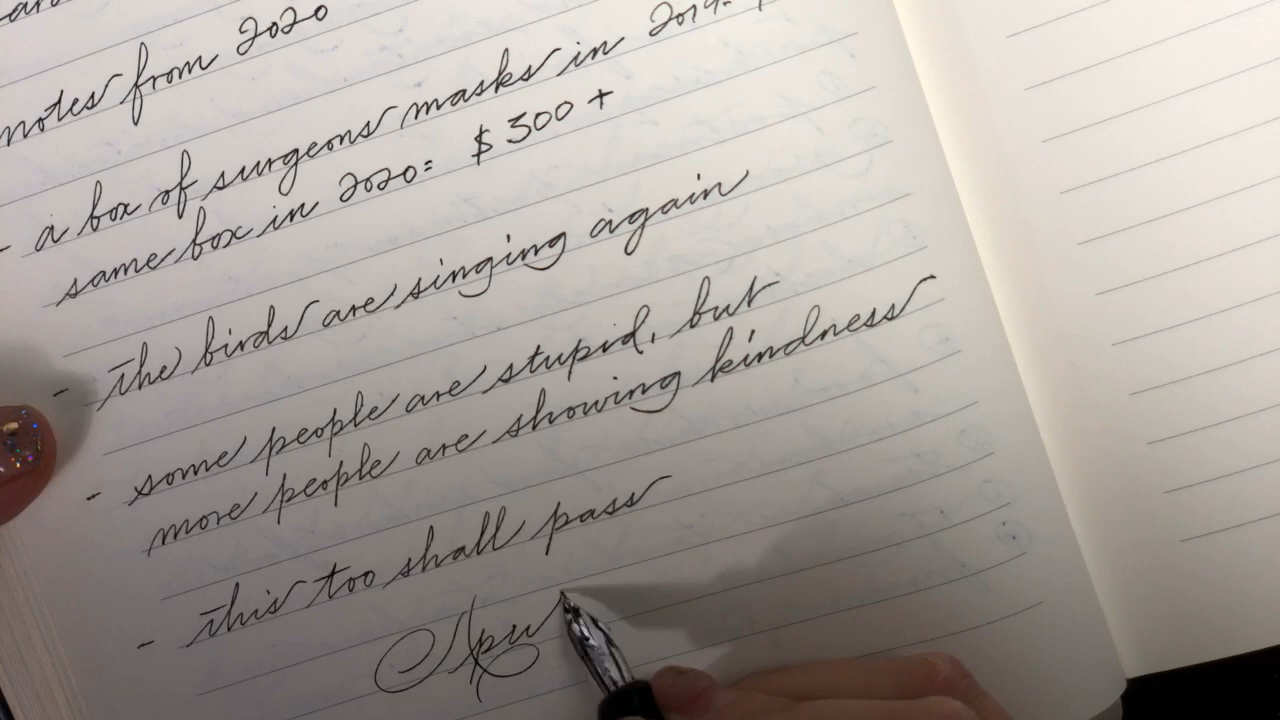 notes from 2020
- a box of surgeons masks in 2019:
same box in 2020: $300+
- the birds are singing again
- some people are stupid, but
more people are showing kindness
- this too shall pass